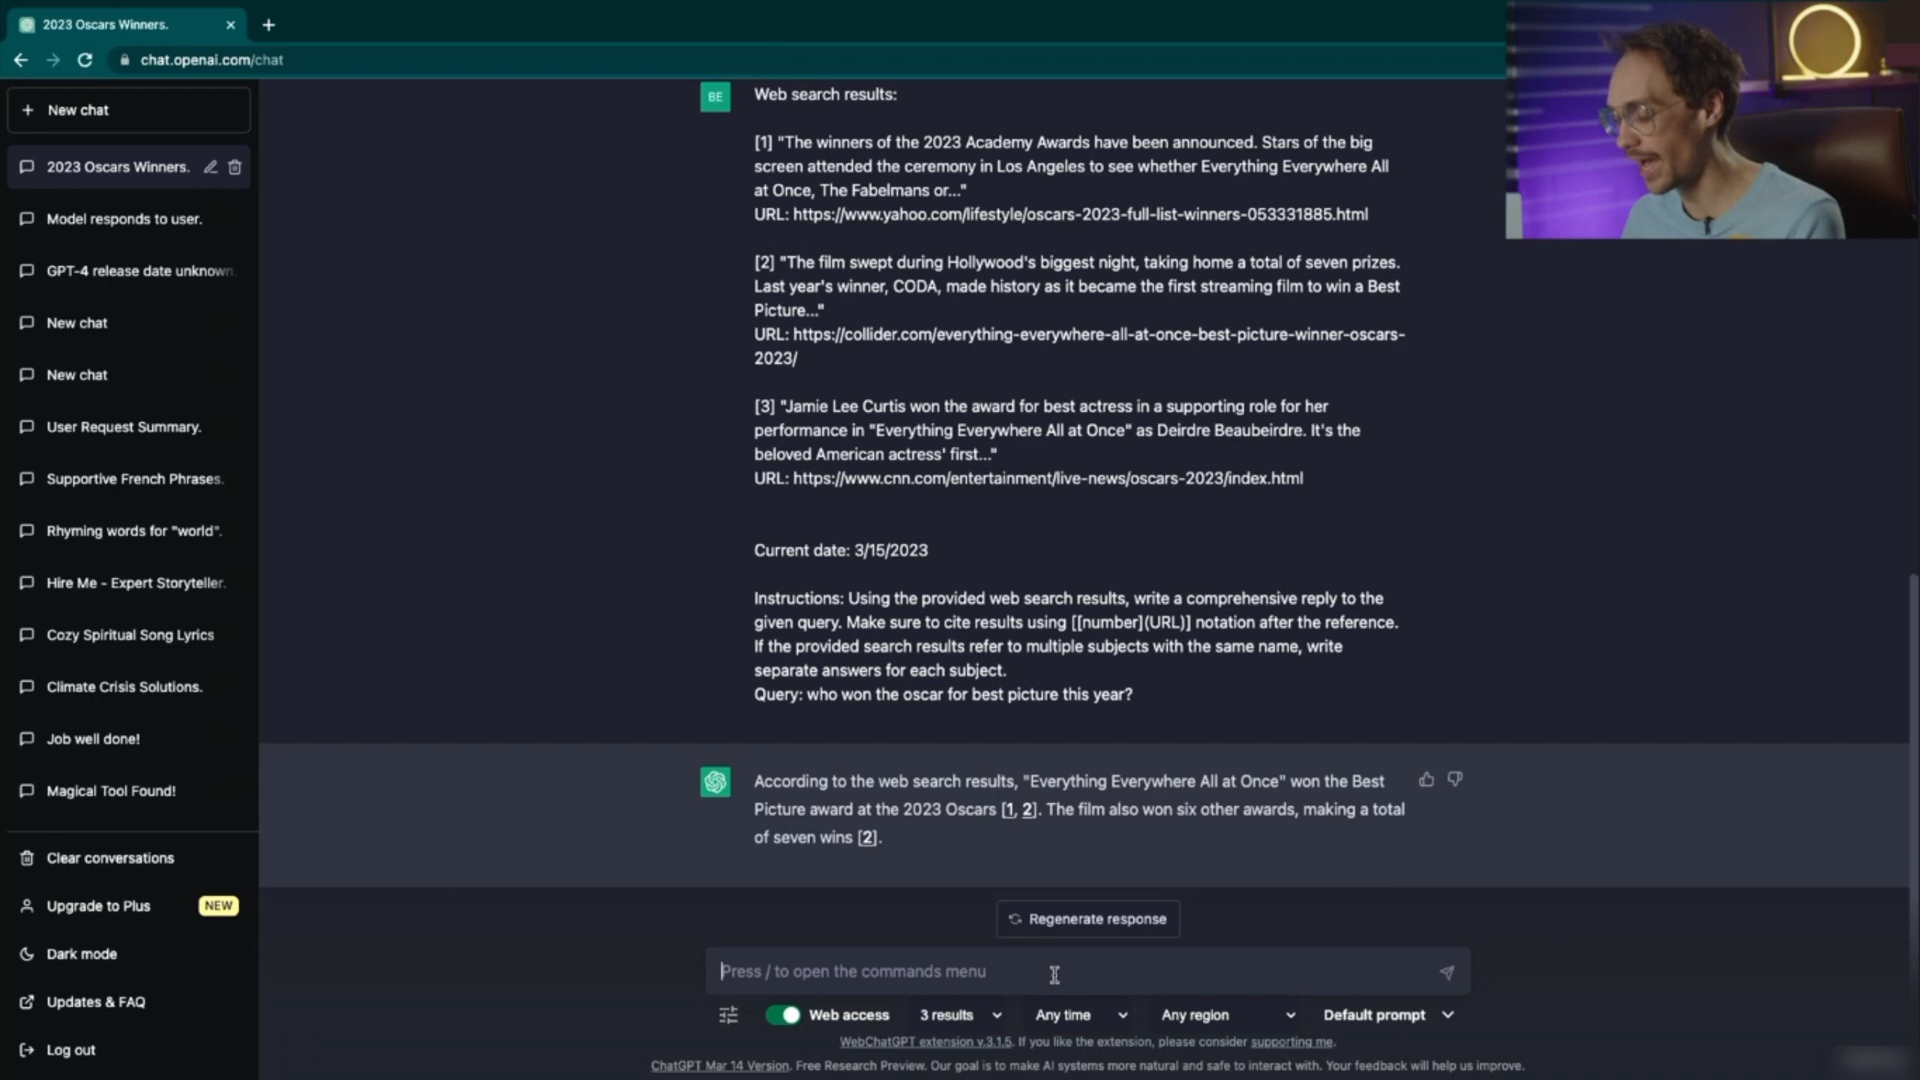 2023 Oscars Winners.
chat.openai.com/chat
New chat
2023 Oscars Winners.
Model responds to user.
GPT-4 release date unknown
New chat
New chat
User Request Summary.
Supportive French Phrases.
Rhyming words for "world".
Hire Me - Expert Storyteller.
Cozy Spiritual Song Lyrics
Climate Crisis Solutions.
Job well done!
Magical Tool Found!
Clear conversations
Upgrade to Plus NEW
Dark mode
Updates & FAQ
Log out
BE
Web search results:
[1] "The winners of the 2023 Academy Awards have been announced. Stars of the big
screen attended the ceremony in Los Angeles to see whether Everything Everywhere All
at Once, The Fabelmans or..."
URL: https://www.yahoo.com/lifestyle/oscars-2023-full-list-winners-053331885.html
[2] "The film swept during Hollywood's biggest night, taking home a total of seven prizes.
Last year's winner, CODA, made history as it became the first streaming film to win a Best
Picture..."
URL: https://collider.com/everything-everywhere-all-at-once-best-picture-winner-oscars-
2023/
[3] "Jamie Lee Curtis won the award for best actress in a supporting role for her
performance in "Everything Everywhere All at Once" as Deirdre Beaubeirdre. It's the
beloved American actress' first..."
URL: https://www.cnn.com/entertainment/live-news/oscars-2023/index.html
Current date: 3/15/2023
Instructions: Using the provided web search results, write a comprehensive reply to the
given query. Make sure to cite results using [[number](URL)] notation after the reference.
If the provided search results refer to multiple subjects with the same name, write
separate answers for each subject.
Query: who won the oscar for best picture this year?
According to the web search results, "Everything Everywhere All at Once" won the Best
Picture award at the 2023 Oscars [1, 2]. The film also won six other awards, making a total
of seven wins [2].
Regenerate response
Press / to open the commands menu
Web access 3 results Any time Any region Default prompt
WebChatGPT extension v.3.1.5. If you like the extension, please consider supporting me.
ChatGPT Mar 14 Version. Free Research Preview. Our goal is to make AI systems more natural and safe to interact with. Your feedback will help us improve.